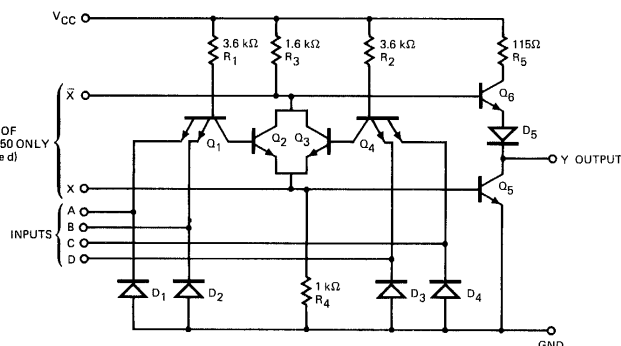 VCC
3.6 kΩ
R1
1.6 kΩ
R3
3.6 kΩ
R2
115Ω
R5
X̄
Q6
OF
50 ONLY
D5
Q1
Q2
Q3
Q4
Y OUTPUT
X
Q5
INPUTS
A
B
C
D
D1
D2
1 kΩ
R4
D3
D4
GND